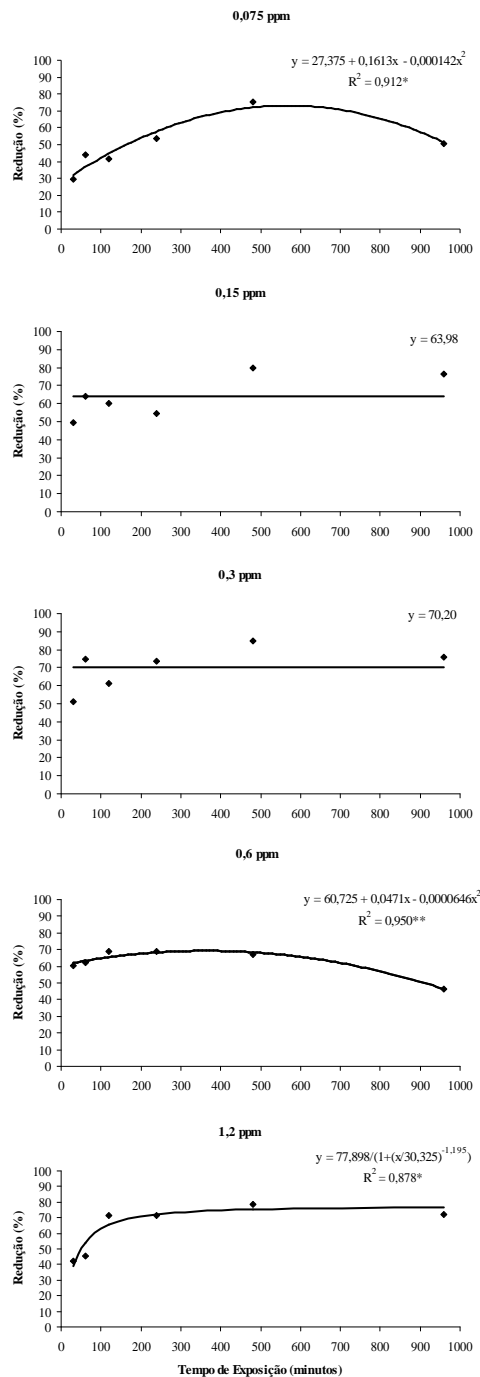 0,075 ppm
y = 27,375 + 0,1613x - 0,000142x²
R² = 0,912*
Redução (%)
100
90
80
70
60
50
40
30
20
10
0
0 100 200 300 400 500 600 700 800 900 1000
0,15 ppm
y = 63,98
Redução (%)
100
90
80
70
60
50
40
30
20
10
0
0 100 200 300 400 500 600 700 800 900 1000
0,3 ppm
y = 70,20
Redução (%)
100
90
80
70
60
50
40
30
20
10
0
0 100 200 300 400 500 600 700 800 900 1000
0,6 ppm
y = 60,725 + 0,0471x - 0,0000646x²
R² = 0,950**
Redução (%)
100
90
80
70
60
50
40
30
20
10
0
0 100 200 300 400 500 600 700 800 900 1000
1,2 ppm
y = 77,898/(1+(x/30,325)^-1,195)
R² = 0,878*
Redução (%)
100
90
80
70
60
50
40
30
20
10
0
0 100 200 300 400 500 600 700 800 900 1000
Tempo de Exposição (minutos)